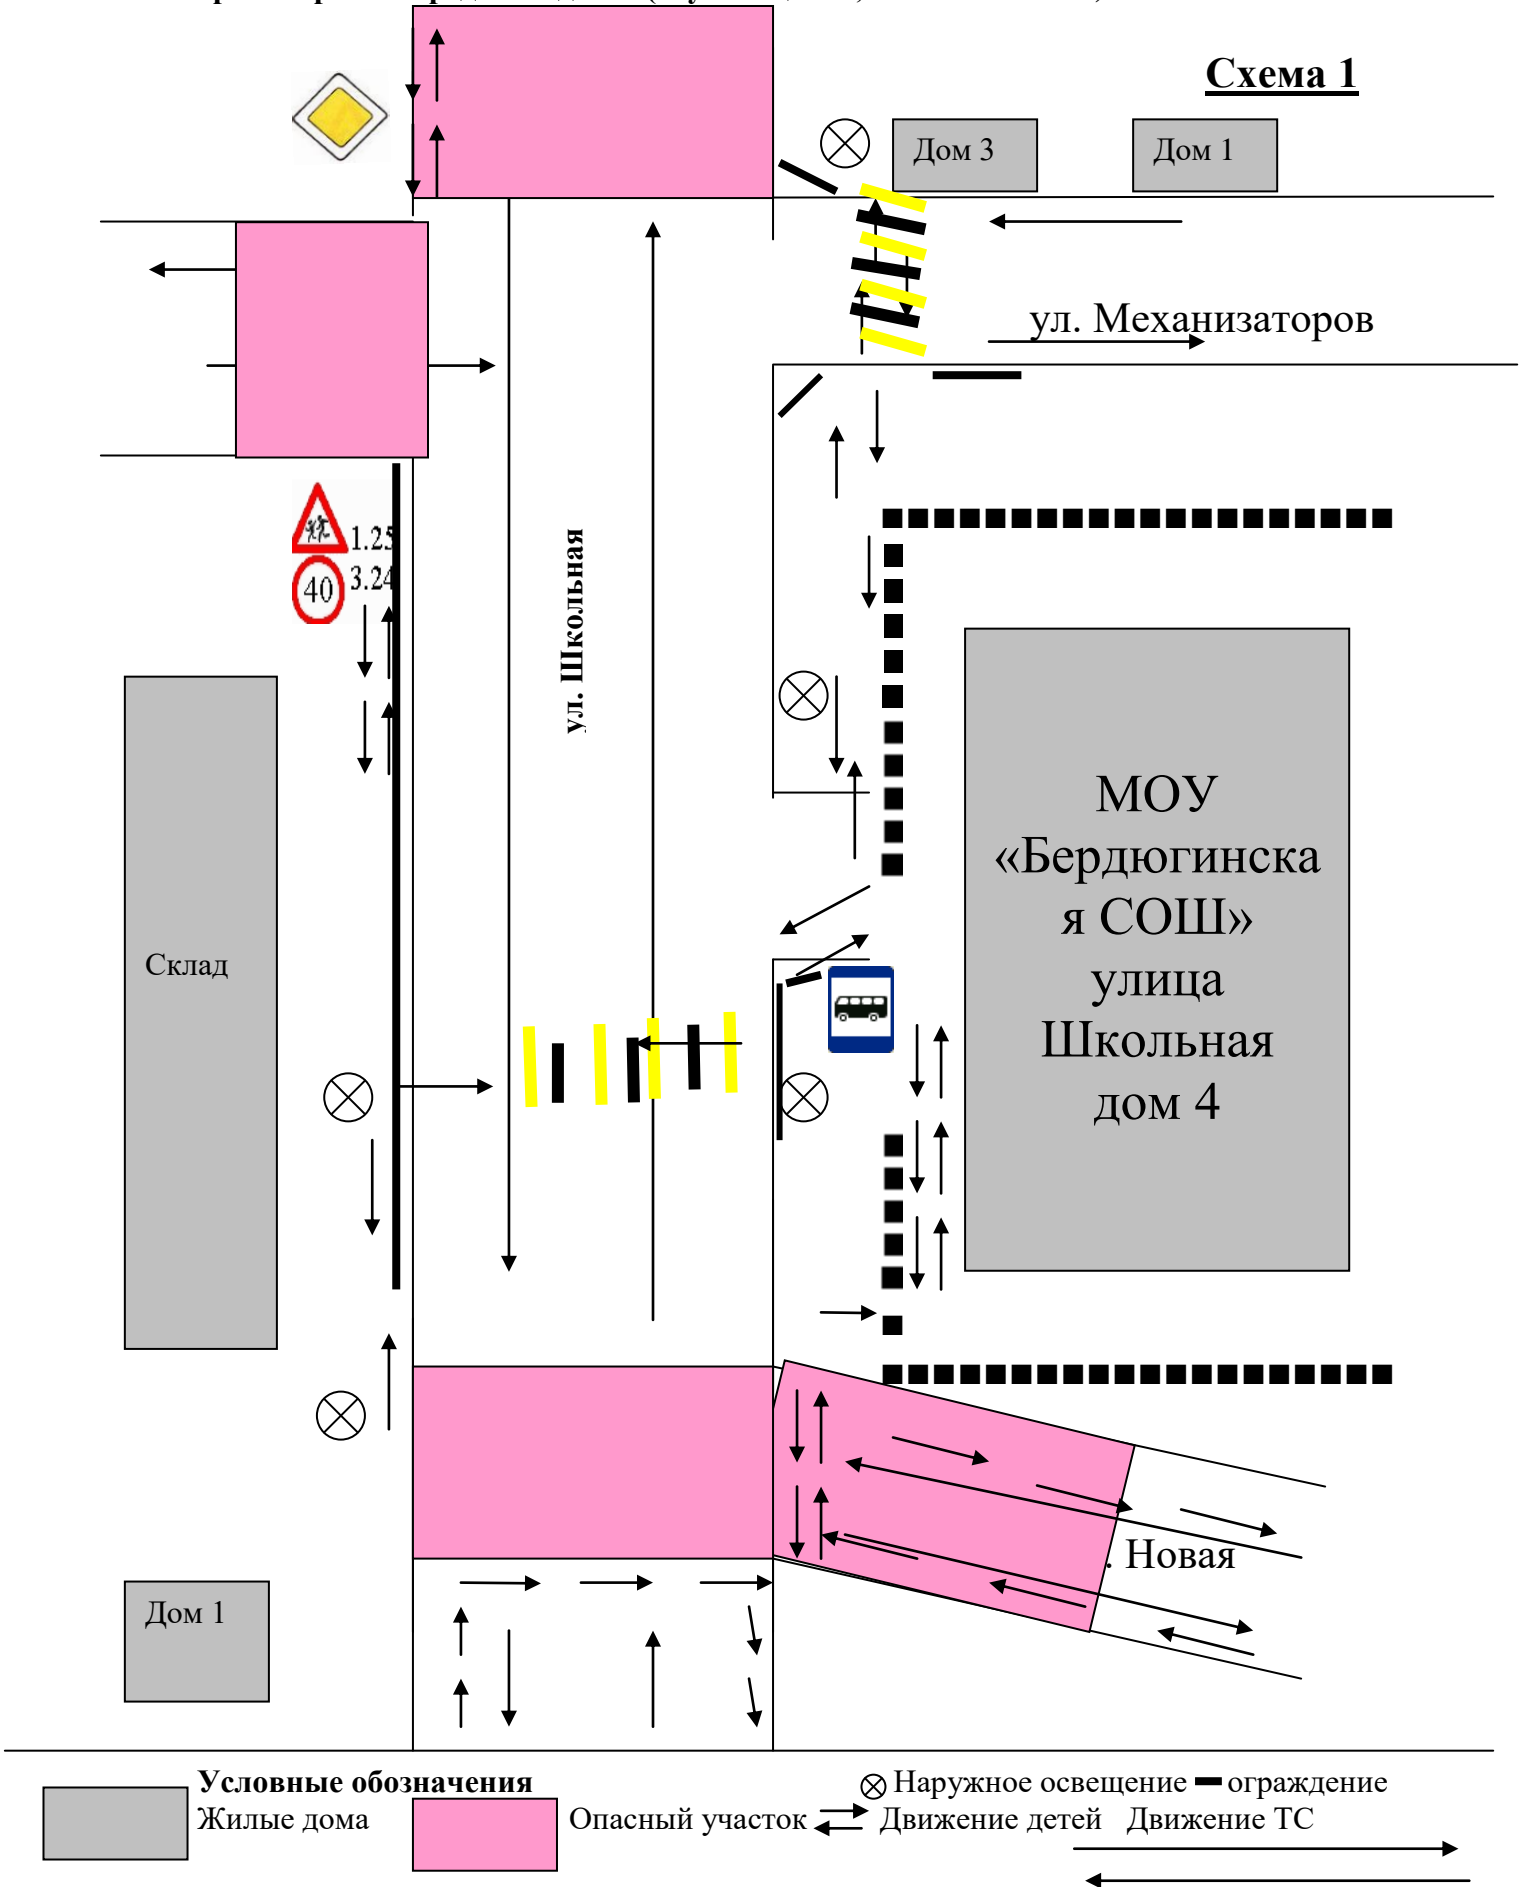 Схема 1
Дом 3
Дом 1
ул. Механизаторов
1.25
40
3.24
ул. Школьная
МОУ
«Бердюгинска
я СОШ»
улица
Школьная
дом 4
Склад
. Новая
Дом 1
Условные обозначения
Наружное освещение
ограждение
Жилые дома
Опасный участок
Движение детей
Движение ТС